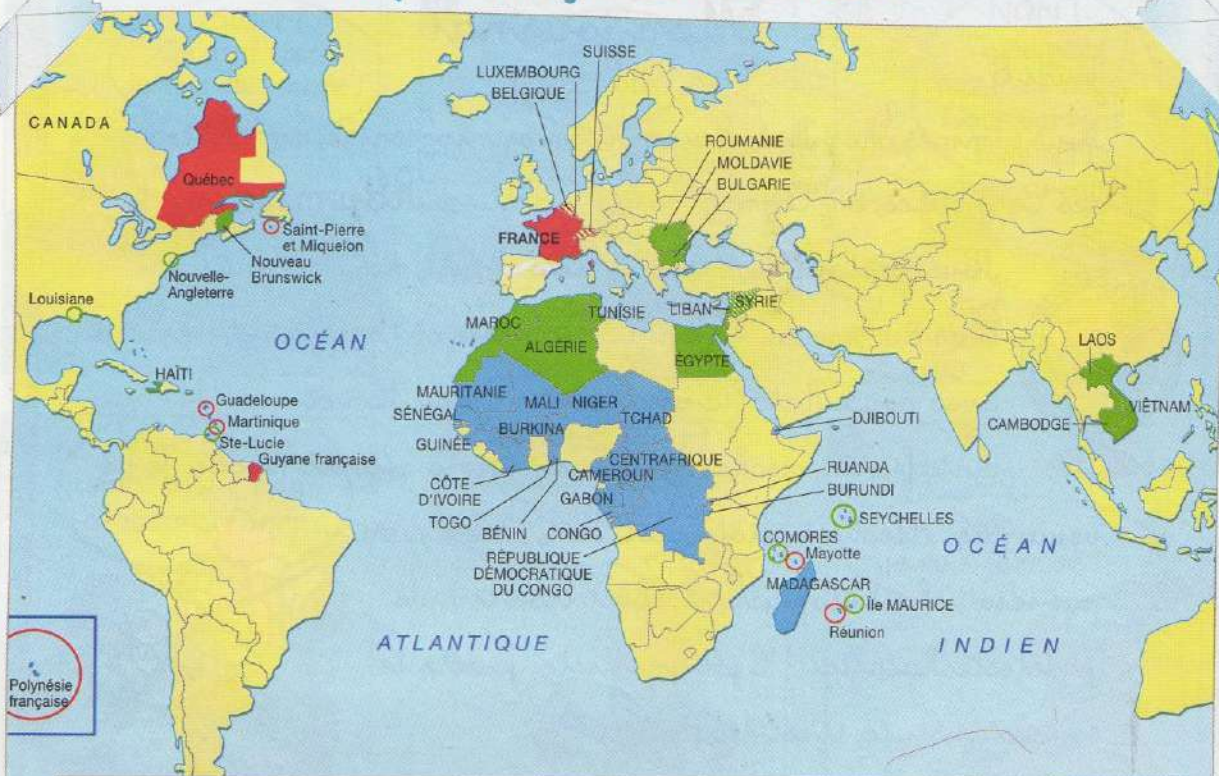 SUISSE
LUXEMBOURG
BELGIQUE
CANADA
ROUMANIE
MOLDAVIE
BULGARIE
Québec
FRANCE
Saint-Pierre
et Miquelon
Nouveau
Brunswick
Nouvelle-
Angleterre
Louisiane
OCÉAN
MAROC
TUNISIE
LIBAN
SYRIE
ALGÉRIE
ÉGYPTE
LAOS
HAÏTI
Guadeloupe
Martinique
Ste-Lucie
Guyane française
MAURITANIE
MALI
NIGER
SÉNÉGAL
BURKINA
TCHAD
DJIBOUTI
VIÊTNAM
CAMBODGE
GUINÉE
CENTRAFRIQUE
CÔTE
D'IVOIRE
CAMEROUN
RUANDA
GABON
BURUNDI
TOGO
BÉNIN
CONGO
SEYCHELLES
RÉPUBLIQUE
DÉMOCRATIQUE
DU CONGO
COMORES
Mayotte
OCÉAN
MADAGASCAR
Île MAURICE
Réunion
ATLANTIQUE
INDIEN
Polynésie
française